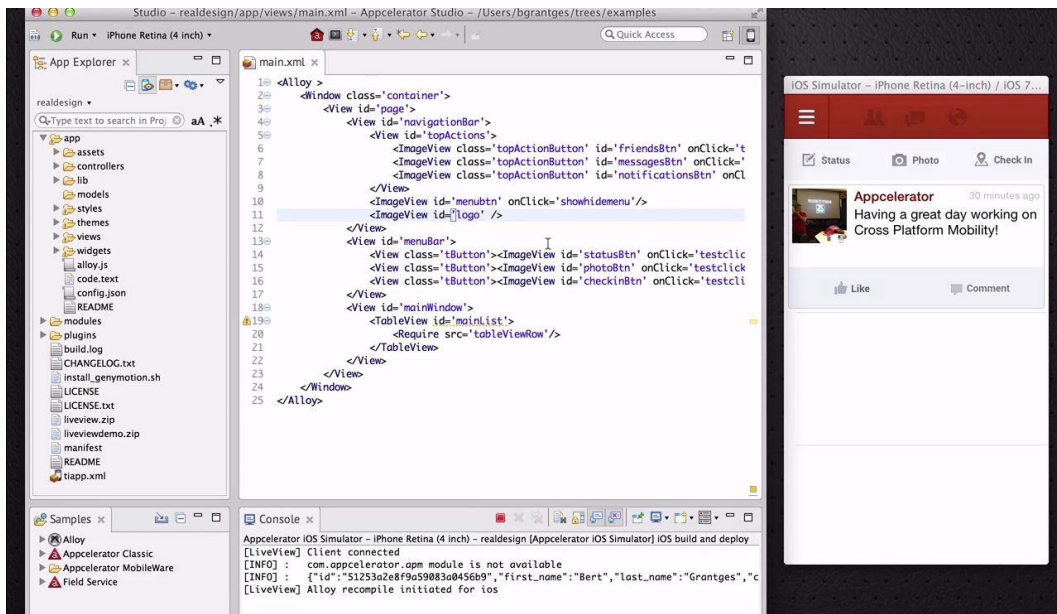 Studio – realdesign/app/views/main.xml – Appcelerator Studio – /Users/bgrantges/trees/examples
Run iPhone Retina (4 inch)
Quick Access
App Explorer
realdesign
Type text to search in Proj
aA
app
assets
controllers
lib
models
styles
themes
views
widgets
alloy.js
code.text
config.json
README
modules
plugins
build.log
CHANGELOG.txt
install_genymotion.sh
LICENSE
LICENSE.txt
liveview.zip
liveviewdemo.zip
manifest
README
tiapp.xml
main.xml
1 <Alloy >
2 <Window class='container'>
3 <View id='page'>
4 <View id='navigationBar'>
5 <View id='topActions'>
6 <ImageView class='topActionButton' id='friendsBtn' onClick='t
7 <ImageView class='topActionButton' id='messagesBtn' onClick='
8 <ImageView class='topActionButton' id='notificationsBtn' onCl
9 </View>
10 <ImageView id='menubtn' onClick='showhidemenu'/>
11 <ImageView id='logo' />
12 </View>
13 <View id='menuBar'>
14 <View class='tButton'><ImageView id='statusBtn' onClick='testclic
15 <View class='tButton'><ImageView id='photoBtn' onClick='testclick
16 <View class='tButton'><ImageView id='checkinBtn' onClick='testcli
17 </View>
18 <View id='mainWindow'>
19 <TableView id='mainList'>
20 <Require src='tableViewRow'/>
21 </TableView>
22 </View>
23 </View>
24 </Window>
25 </Alloy>
Samples
Alloy
Appcelerator Classic
Appcelerator MobileWare
Field Service
Console
Appcelerator iOS Simulator – iPhone Retina (4 inch) – realdesign [Appcelerator iOS Simulator] iOS build and deploy
[LiveView] Client connected
[INFO] : com.appcelerator.apm module is not available
[INFO] : {"id":"51253a2e8f9a59083a0456b9","first_name":"Bert","last_name":"Grantges","c
[LiveView] Alloy recompile initiated for ios
iOS Simulator – iPhone Retina (4-inch) / iOS 7...
Status Photo Check In
Appcelerator 30 minutes ago
Having a great day working on
Cross Platform Mobility!
Like Comment